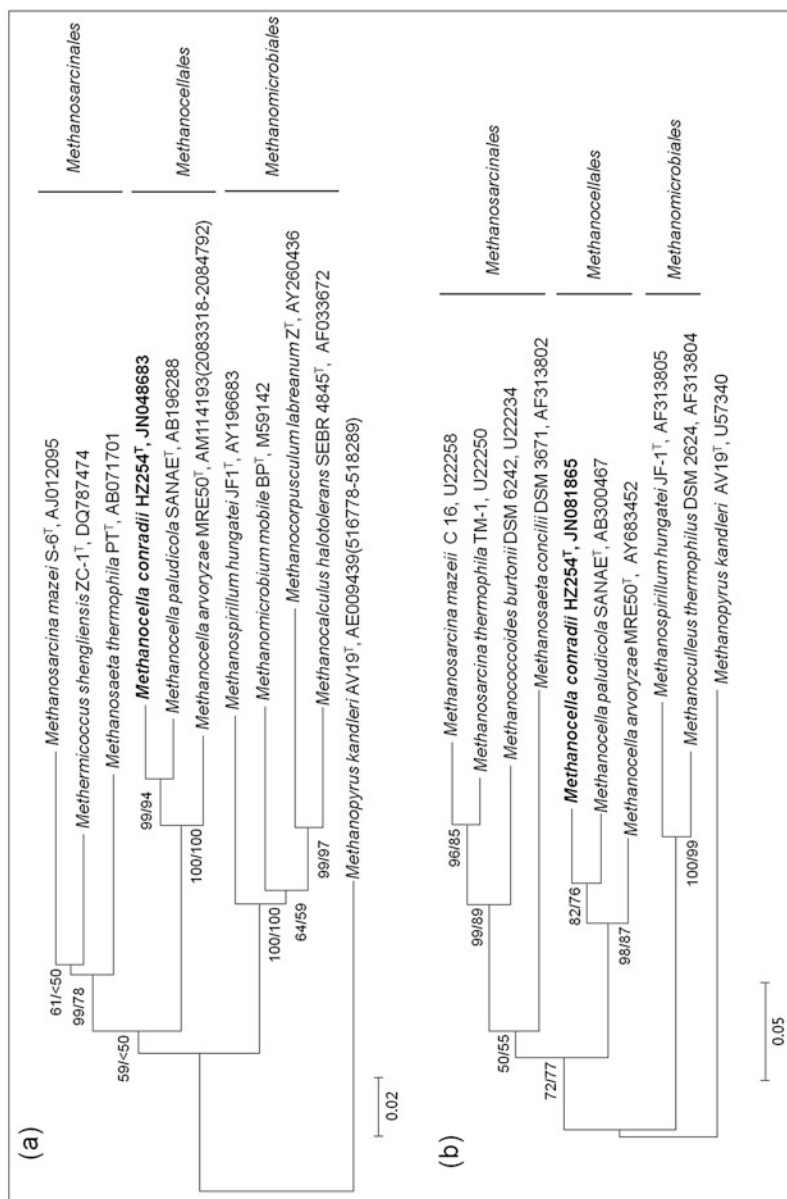 (a)
Methanosarcina mazei S-6ᵀ, AJ012095
Methermicoccus shengliensis ZC-1ᵀ, DQ787474
Methanosaeta thermophila PTᵀ, AB071701
Methanocella conradii HZ254ᵀ, JN048683
Methanocella paludicola SANAEᵀ, AB196288
Methanocella arvoryzae MRE50ᵀ, AM114193(2083318-2084792)
Methanospirillum hungatei JF1ᵀ, AY196683
Methanomicrobium mobile BPᵀ, M59142
Methanocorpusculum labreanum Zᵀ, AY260436
Methanocalculus halotolerans SEBR 4845ᵀ, AF033672
Methanopyrus kandleri AV19ᵀ, AE009439(516778-518289)
Methanosarcinales
Methanocellales
Methanomicrobiales
61/<50
99/78
59/<50
99/94
100/100
100/100
64/59
99/97
0.02
(b)
Methanosarcina mazeii C 16, U22258
Methanosarcina thermophila TM-1, U22250
Methanococcoides burtonii DSM 6242, U22234
Methanosaeta concilii DSM 3671, AF313802
Methanocella conradii HZ254ᵀ, JN081865
Methanocella paludicola SANAEᵀ, AB300467
Methanocella arvoryzae MRE50ᵀ, AY683452
Methanospirillum hungatei JF-1ᵀ, AF313805
Methanoculleus thermophilus DSM 2624, AF313804
Methanopyrus kandleri AV19ᵀ, U57340
Methanosarcinales
Methanocellales
Methanomicrobiales
96/85
99/89
50/55
72/77
82/76
98/87
100/99
0.05